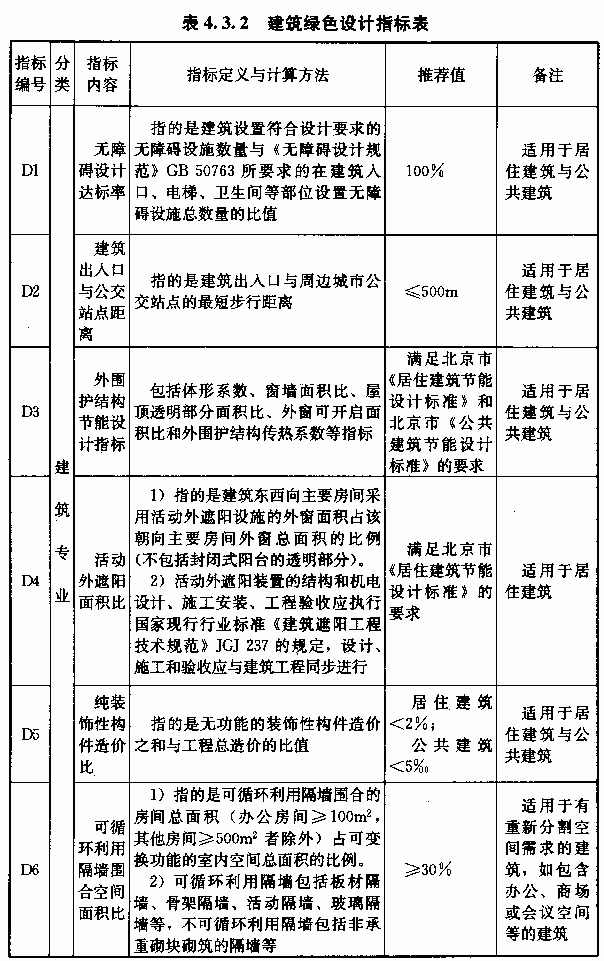 表4.3.2 建筑绿色设计指标表
指标
编号
分
类
指标
内容
指标定义与计算方法
推荐值
备注
建
筑
专
业
D1
无障
碍设计
达标率
指的是建筑设置符合设计要求的
无障碍设施数量与《无障碍设计规
范》GB 50763 所要求的在建筑入
口、电梯、卫生间等部位设置无障
碍设施总数量的比值
100%
适用于居
住建筑与公
共建筑
D2
建筑
出入口
与公交
站点距
离
指的是建筑出入口与周边城市公
交站点的最短步行距离
≤500m
适用于居
住建筑与公
共建筑
D3
外围
护结构
节能设
计指标
包括体形系数、窗墙面积比、屋
顶透明部分面积比、外窗可开启面
积比和外围护结构传热系数等指标
满足北京市
《居住建筑节能
设计标准》和
北京市《公共
建筑节能设计
标准》的要求
适用于居
住建筑与公
共建筑
D4
活动
外遮阳
面积比
1）指的是建筑东西向主要房间采
用活动外遮阳设施的外窗面积占该
朝向主要房间外窗总面积的比例
(不包括封闭式阳台的透明部分)。
2）活动外遮阳装置的结构和机电
设计、施工安装、工程验收应执行
国家现行行业标准《建筑遮阳工程
技术规范》JGJ 237 的规定，设计、
施工和验收应与建筑工程同步进行
满足北京市
《居住建筑节能
设计标准》的
要求
适用于居
住建筑
D5
纯装
饰性构
件造价
比
指的是无功能的装饰性构件造价
之和与工程总造价的比值
居住建筑
<2%；
公共建筑
<5‰
适用于居
住建筑与公
共建筑
D6
可循
环利用
隔墙围
合空间
面积比
1）指的是可循环利用隔墙围合的
房间总面积（办公房间≥100m²，
其他房间≥500m² 者除外）占可变
换功能的室内空间总面积的比例。
2）可循环利用隔墙包括板材隔
墙、骨架隔墙、活动隔墙、玻璃隔
墙等，不可循环利用隔墙包括非承
重砌块砌筑的隔墙等
≥30%
适用于有
重新分割空
间需求的建
筑，如包含
办公、商场
或会议空间
等的建筑